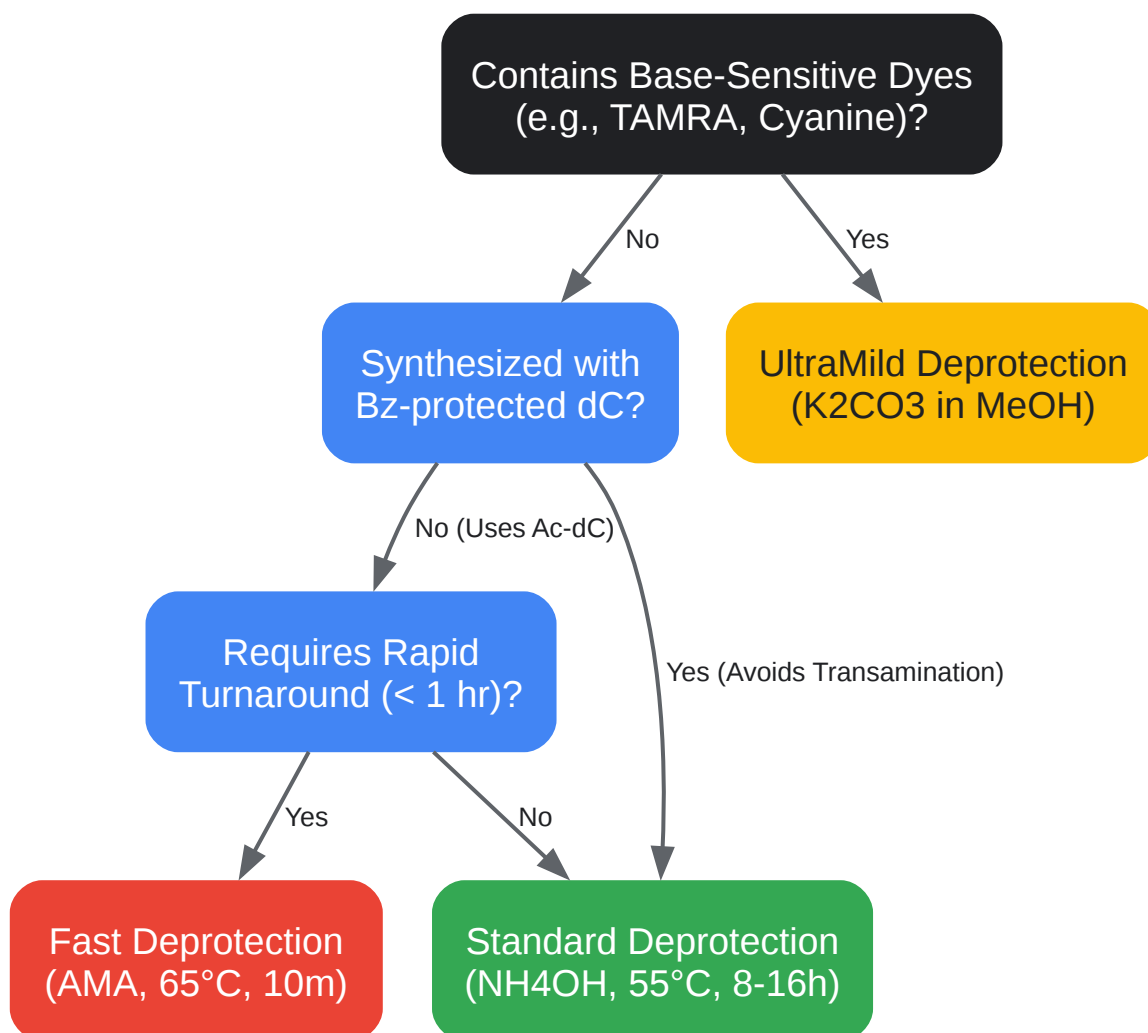 Contains Base-Sensitive Dyes
(e.g., TAMRA, Cyanine)?
No
Yes
Synthesized with
Bz-protected dC?
UltraMild Deprotection
(K2CO3 in MeOH)
No (Uses Ac-dC)
Requires Rapid
Turnaround (< 1 hr)?
Yes (Avoids Transamination)
Yes
No
Fast Deprotection
(AMA, 65°C, 10m)
Standard Deprotection
(NH4OH, 55°C, 8-16h)